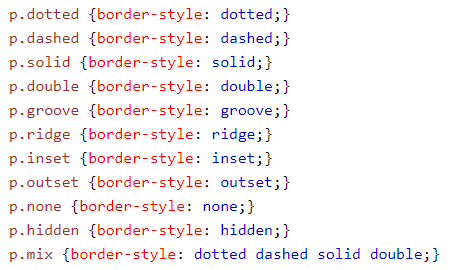 p.dotted {border-style: dotted;}
p.dashed {border-style: dashed;}
p.solid {border-style: solid;}
p.double {border-style: double;}
p.groove {border-style: groove;}
p.ridge {border-style: ridge;}
p.inset {border-style: inset;}
p.outset {border-style: outset;}
p.none {border-style: none;}
p.hidden {border-style: hidden;}
p.mix {border-style: dotted dashed solid double;}